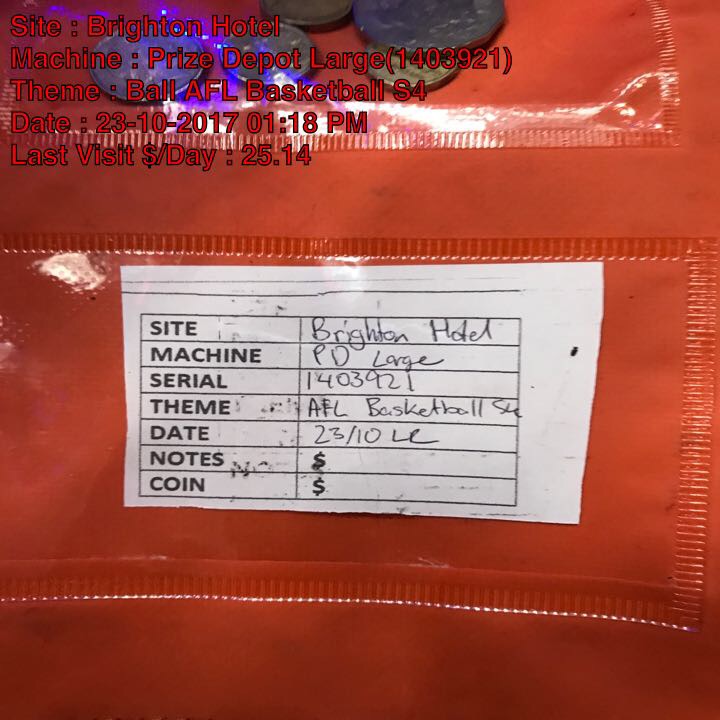 Site : Brighton Hotel
Machine : Prize Depot Large(1403921)
Theme : Ball AFL Basketball S4
Date : 23-10-2017 01:18 PM
Last Visit $/Day : 25.14
SITE Brighton Hotel
MACHINE PD Large
SERIAL 1403921
THEME AFL Basketball S4
DATE 23/10 LR
NOTES $
COIN $